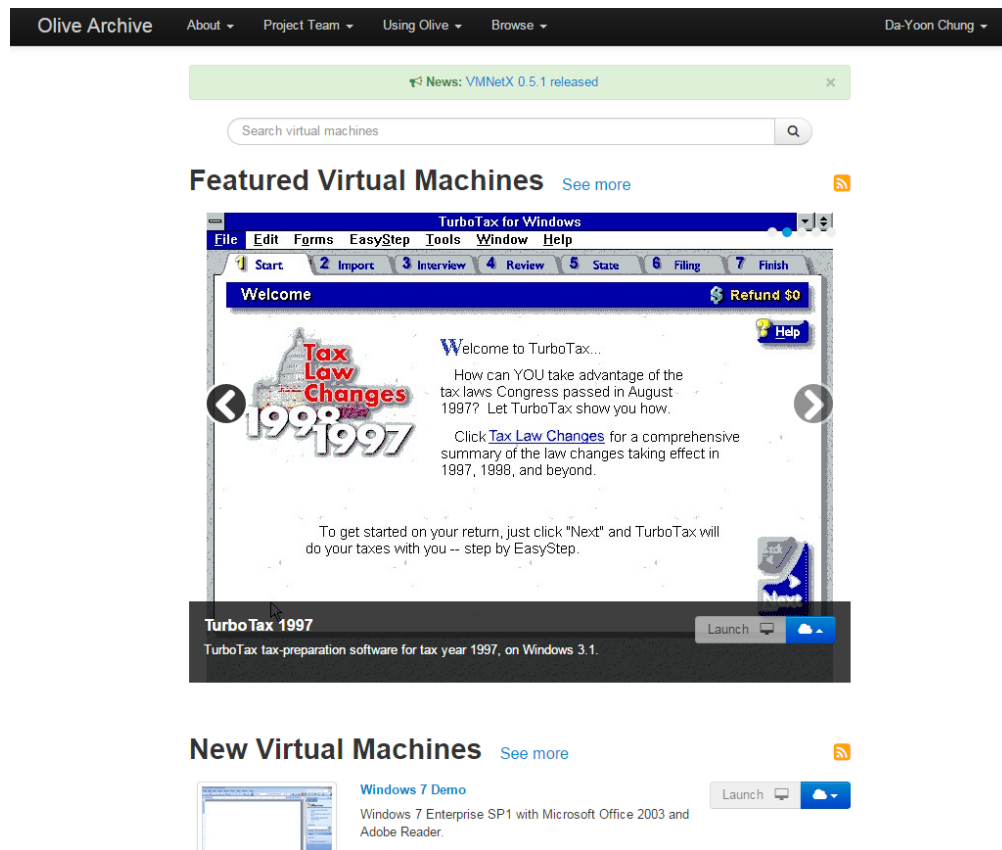 Olive Archive About Project Team Using Olive Browse Da-Yoon Chung
News: VMNetX 0.5.1 released ×
Search virtual machines
Featured Virtual Machines See more
TurboTax for Windows
File Edit Forms EasyStep Tools Window Help
1 Start 2 Import 3 Interview 4 Review 5 State 6 Filing 7 Finish
Welcome $ Refund $0
? Help
Tax
Law
Changes
1998
1997
Welcome to TurboTax...
How can YOU take advantage of the
tax laws Congress passed in August
1997? Let TurboTax show you how.
Click Tax Law Changes for a comprehensive
summary of the law changes taking effect in
1997, 1998, and beyond.
To get started on your return, just click "Next" and TurboTax will
do your taxes with you -- step by EasyStep.
Back
Next
TurboTax 1997
Launch
TurboTax tax-preparation software for tax year 1997, on Windows 3.1.
New Virtual Machines See more
Windows 7 Demo
Launch
Windows 7 Enterprise SP1 with Microsoft Office 2003 and
Adobe Reader.